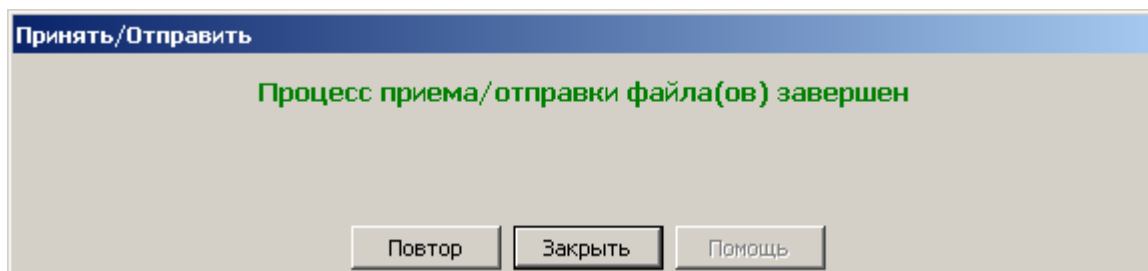 Принять/Отправить
Процесс приема/отправки файла(ов) завершен
Повтор Закрыть Помощь